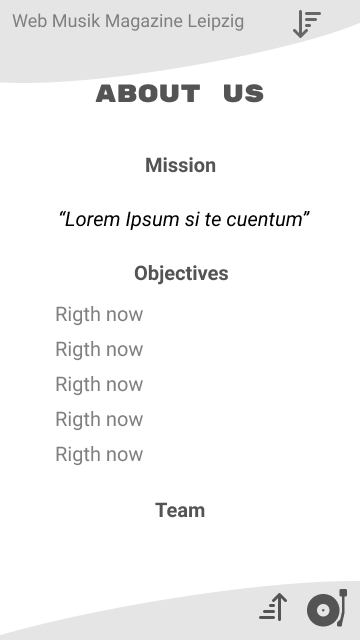 Web Musik Magazine Leipzig
ABOUT US
Mission
“Lorem Ipsum si te cuentum”
Objectives
Rigth now
Rigth now
Rigth now
Rigth now
Rigth now
Team